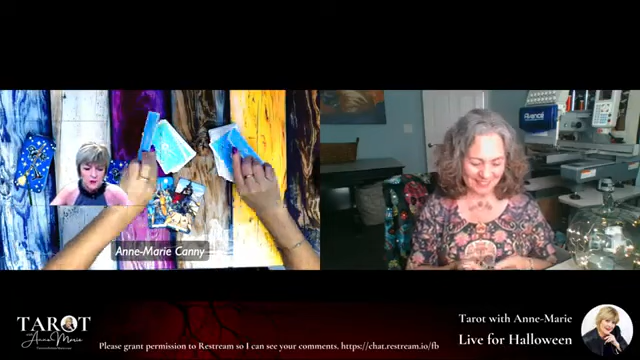 Anne-Marie Canny
TAROT
Anne Marie
Please grant permission to Restream so I can see your comments. https://chat.restream.io/fb
Tarot with Anne-Marie
Live for Halloween